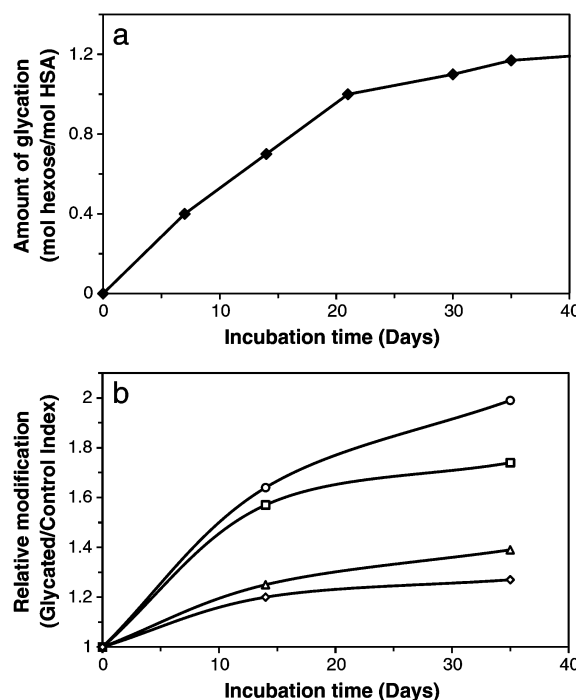 a
Amount of glycation
(mol hexose/mol HSA)
1.2
0.8
0.4
0
0 10 20 30 40
Incubation time (Days)
b
Relative modification
(Glycated/Control Index)
2
1.8
1.6
1.4
1.2
1
0 10 20 30 40
Incubation time (Days)